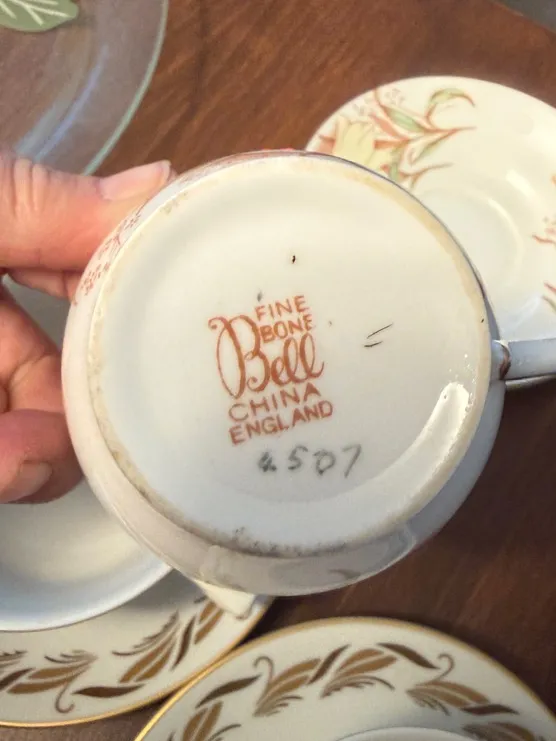 FINE
BONE
Bell
CHINA
ENGLAND
4507